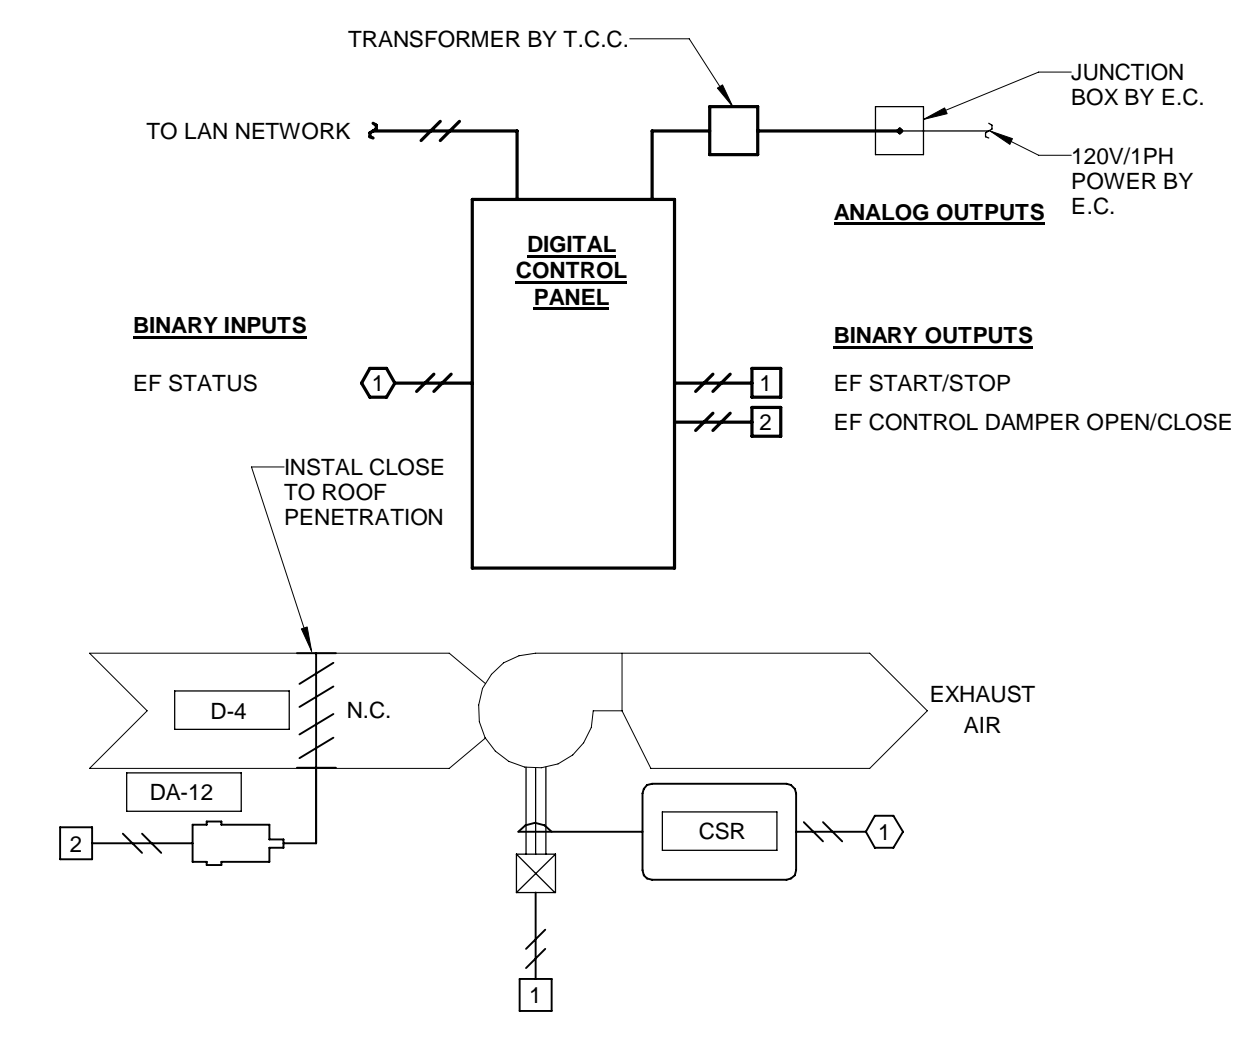 TRANSFORMER BY T.C.C.
JUNCTION
BOX BY E.C.
TO LAN NETWORK
120V/1PH
POWER BY
E.C.
ANALOG OUTPUTS
DIGITAL
CONTROL
PANEL
BINARY INPUTS
BINARY OUTPUTS
EF STATUS
1
1
EF START/STOP
2
EF CONTROL DAMPER OPEN/CLOSE
INSTAL CLOSE
TO ROOF
PENETRATION
D-4
N.C.
EXHAUST
AIR
DA-12
2
CSR
1
1